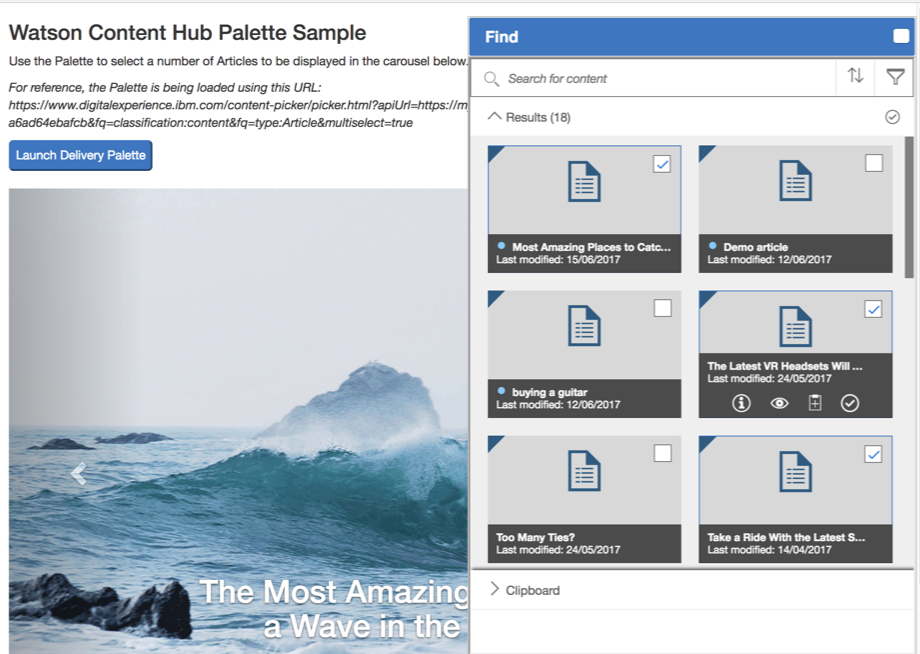 Watson Content Hub Palette Sample
Use the Palette to select a number of Articles to be displayed in the carousel below.
For reference, the Palette is being loaded using this URL:
https://www.digitalexperience.ibm.com/content-picker/picker.html?apiUrl=https://m
a6ad64ebafcb&fq=classification:content&fq=type:Article&multiselect=true
Launch Delivery Palette
The Most Amazing
a Wave in the
Find
Search for content
Results (18)
Most Amazing Places to Catc...
Last modified: 15/06/2017
Demo article
Last modified: 12/06/2017
buying a guitar
Last modified: 12/06/2017
The Latest VR Headsets Will ...
Last modified: 24/05/2017
Too Many Ties?
Last modified: 24/05/2017
Take a Ride With the Latest S...
Last modified: 14/04/2017
Clipboard